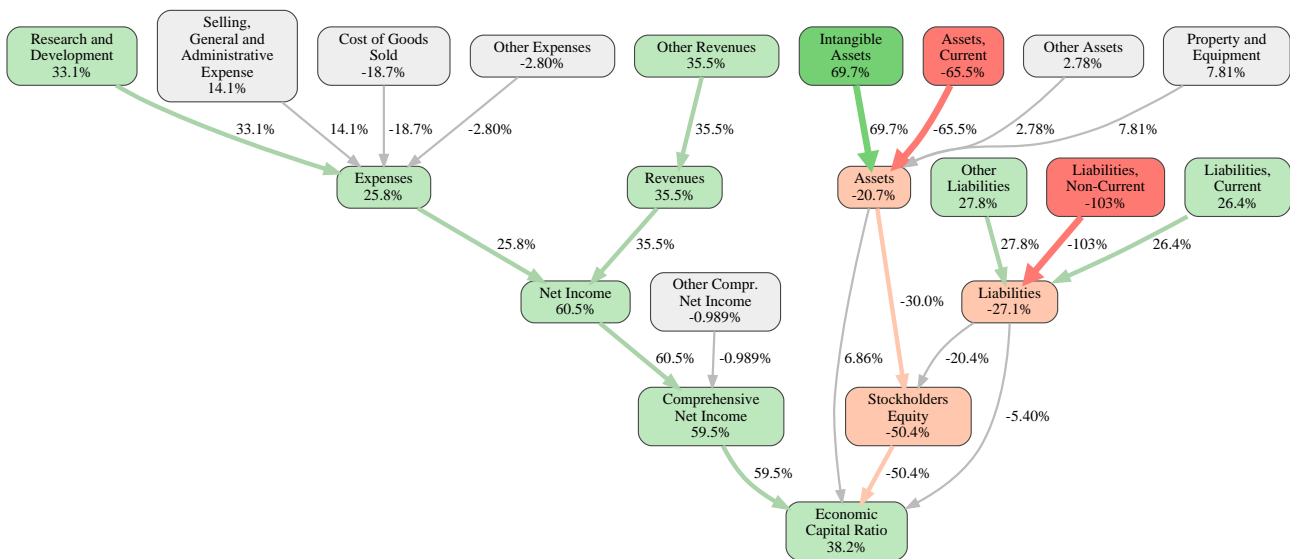 Research and
Development
33.1%
Selling,
General and
Administrative
Expense
14.1%
Cost of Goods
Sold
-18.7%
Other Expenses
-2.80%
Other Revenues
35.5%
Intangible
Assets
69.7%
Assets,
Current
-65.5%
Other Assets
2.78%
Property and
Equipment
7.81%
33.1%
14.1%
-18.7%
-2.80%
35.5%
69.7%
-65.5%
2.78%
7.81%
Expenses
25.8%
Revenues
35.5%
Assets
-20.7%
Other
Liabilities
27.8%
Liabilities,
Non-Current
-103%
Liabilities,
Current
26.4%
25.8%
35.5%
27.8%
-103%
26.4%
Net Income
60.5%
Other Compr.
Net Income
-0.989%
-30.0%
Liabilities
-27.1%
60.5%
-0.989%
6.86%
-20.4%
Comprehensive
Net Income
59.5%
Stockholders
Equity
-50.4%
-5.40%
59.5%
-50.4%
Economic
Capital Ratio
38.2%